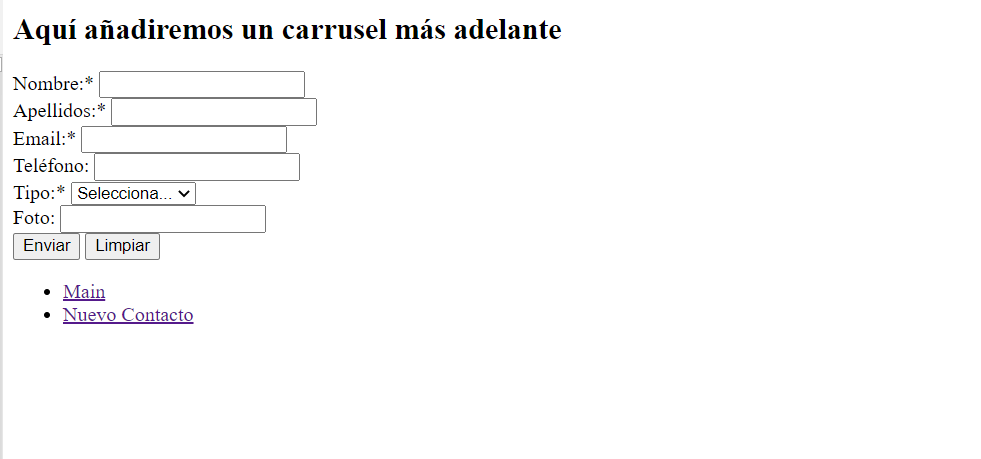 Aquí añadiremos un carrusel más adelante
Nombre:*
Apellidos:*
Email:*
Teléfono:
Tipo:* Selecciona...
Foto:
Enviar Limpiar
Main
Nuevo Contacto